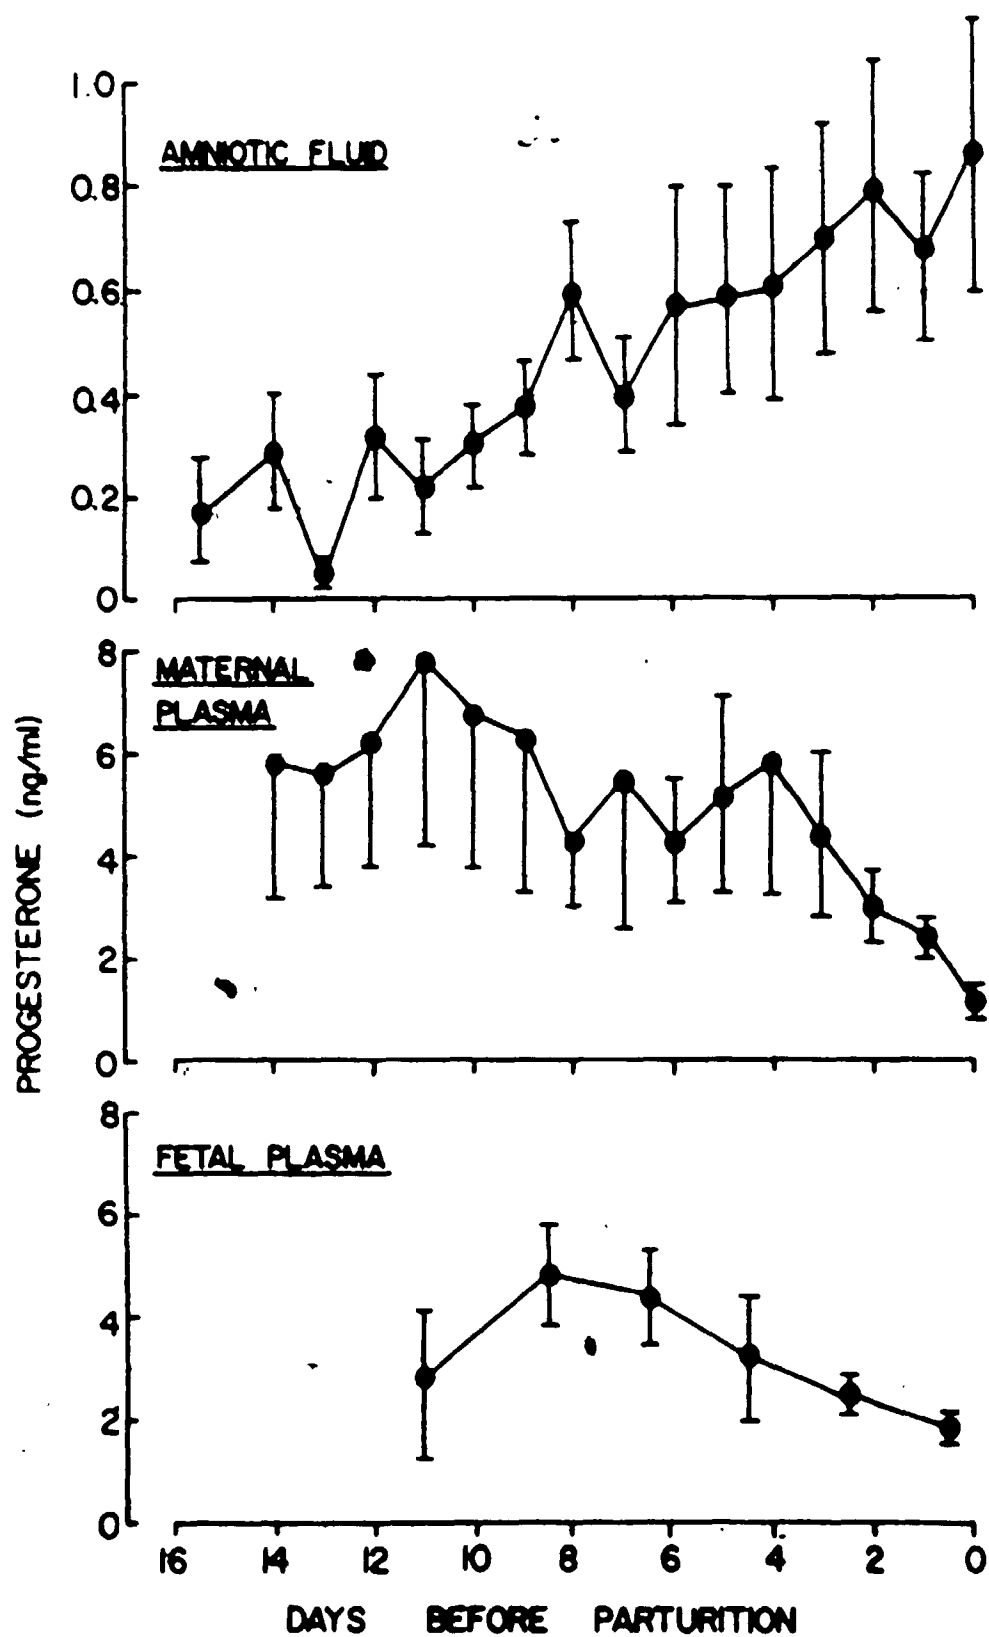 1.0
AMNIOTIC FLUID
0.8
0.6
0.4
0.2
0
8
MATERNAL
PLASMA
6
4
2
0
PROGESTERONE (ng/ml)
8
FETAL PLASMA
6
4
2
0
16 14 12 10 8 6 4 2 0
DAYS BEFORE PARTURITION